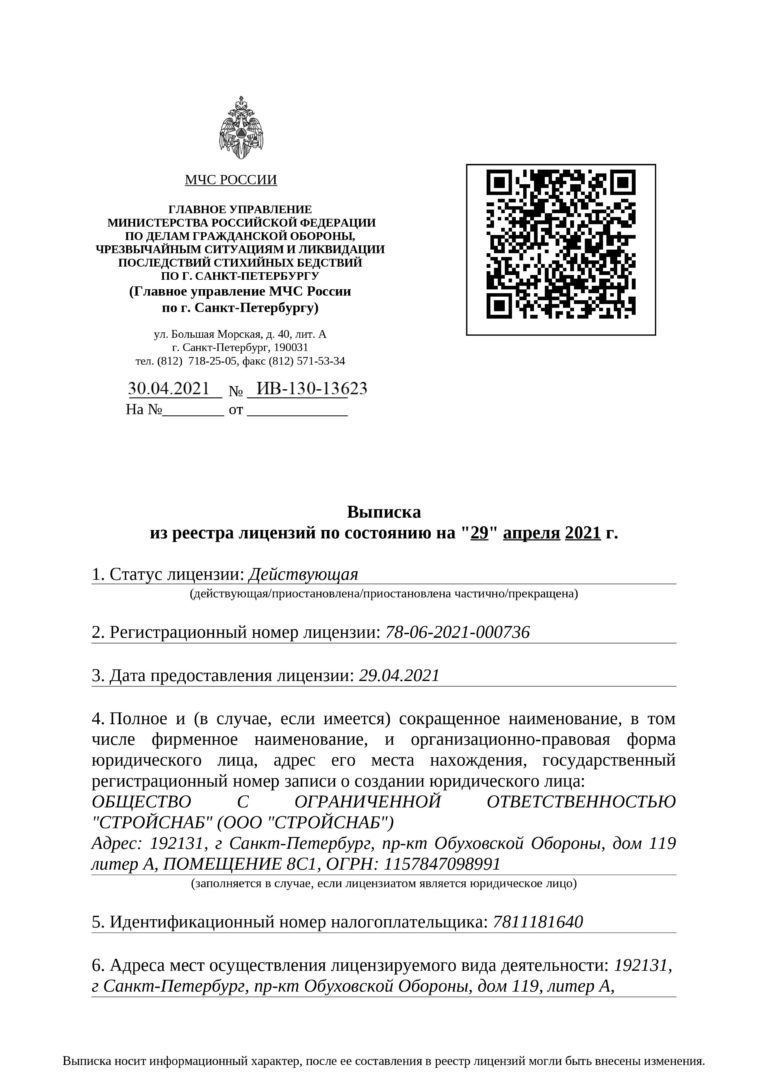 МЧС РОССИИ
ГЛАВНОЕ УПРАВЛЕНИЕ
МИНИСТЕРСТВА РОССИЙСКОЙ ФЕДЕРАЦИИ
ПО ДЕЛАМ ГРАЖДАНСКОЙ ОБОРОНЫ,
ЧРЕЗВЫЧАЙНЫМ СИТУАЦИЯМ И ЛИКВИДАЦИИ
ПОСЛЕДСТВИЙ СТИХИЙНЫХ БЕДСТВИЙ
ПО Г. САНКТ-ПЕТЕРБУРГУ
(Главное управление МЧС России
по г. Санкт-Петербургу)
ул. Большая Морская, д. 40, лит. А
г. Санкт-Петербург, 190031
тел. (812) 718-25-05, факс (812) 571-53-34
30.04.2021 № ИВ-130-13623
На №_________ от _______________
Выписка
из реестра лицензий по состоянию на "29" апреля 2021 г.
1. Статус лицензии: Действующая
(действующая/приостановлена/приостановлена частично/прекращена)
2. Регистрационный номер лицензии: 78-06-2021-000736
3. Дата предоставления лицензии: 29.04.2021
4. Полное и (в случае, если имеется) сокращенное наименование, в том
числе фирменное наименование, и организационно-правовая форма
юридического лица, адрес его места нахождения, государственный
регистрационный номер записи о создании юридического лица:
ОБЩЕСТВО С ОГРАНИЧЕННОЙ ОТВЕТСТВЕННОСТЬЮ
"СТРОЙСНАБ" (ООО "СТРОЙСНАБ")
Адрес: 192131, г Санкт-Петербург, пр-кт Обуховской Обороны, дом 119
литер А, ПОМЕЩЕНИЕ 8С1, ОГРН: 1157847098991
(заполняется в случае, если лицензиатом является юридическое лицо)
5. Идентификационный номер налогоплательщика: 7811181640
6. Адреса мест осуществления лицензируемого вида деятельности: 192131,
г Санкт-Петербург, пр-кт Обуховской Обороны, дом 119, литер А,
Выписка носит информационный характер, после ее составления в реестр лицензий могли быть внесены изменения.